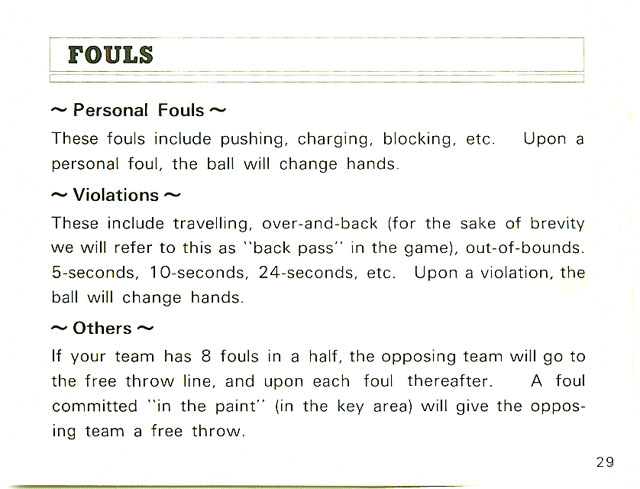 FOULS
~ Personal Fouls ~
These fouls include pushing, charging, blocking, etc. Upon a
personal foul, the ball will change hands.
~ Violations ~
These include travelling, over-and-back (for the sake of brevity
we will refer to this as "back pass" in the game), out-of-bounds.
5-seconds, 10-seconds, 24-seconds, etc. Upon a violation, the
ball will change hands.
~ Others ~
If your team has 8 fouls in a half, the opposing team will go to
the free throw line, and upon each foul thereafter. A foul
committed "in the paint" (in the key area) will give the oppos-
ing team a free throw.
29